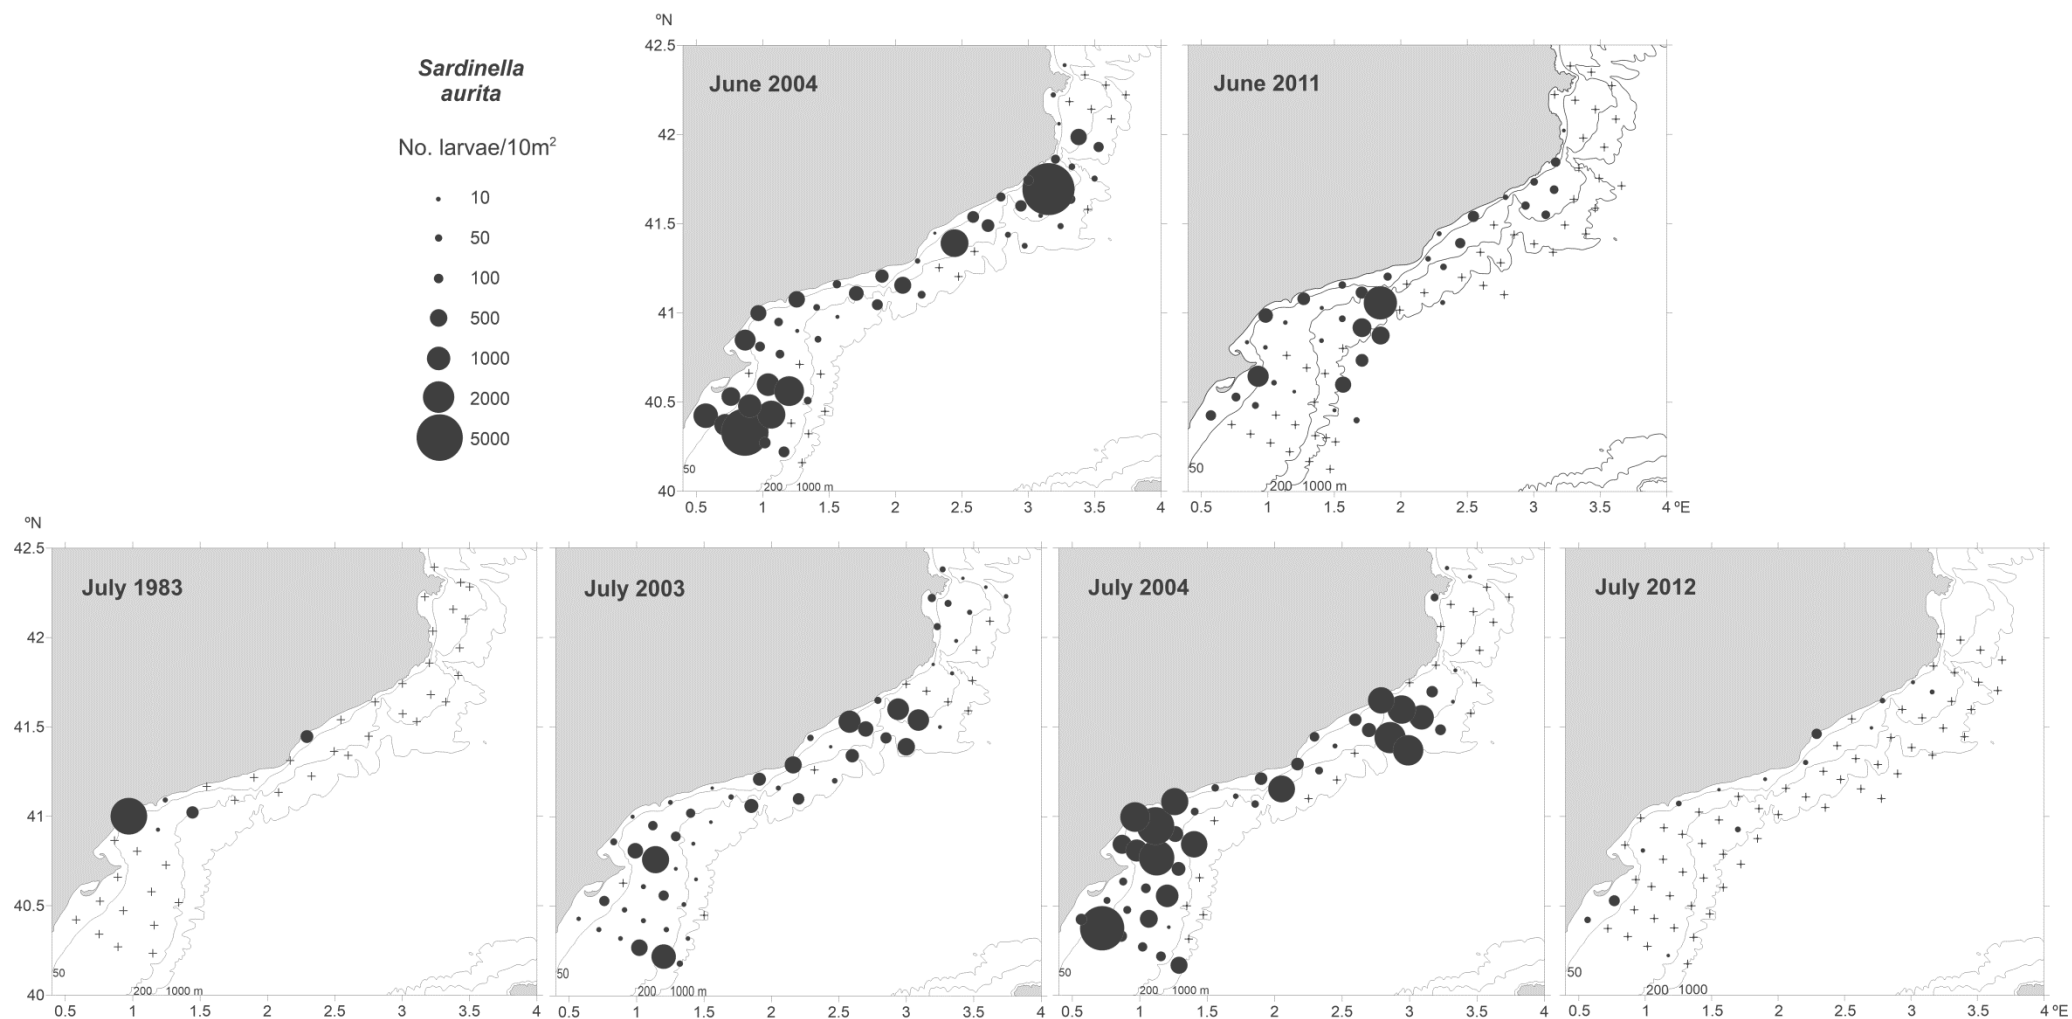 Sardinella
aurita
No. larvae/10m²
10
50
100
500
1000
2000
5000
ºN
42.5
42
41.5
41
40.5
40
June 2004
50
200 1000 m
0.5 1 1.5 2 2.5 3 3.5 4
June 2011
50
200 1000 m
0.5 1 1.5 2 2.5 3 3.5 4 ºE
ºN
42.5
42
41.5
41
40.5
40
July 1983
50
200 1000 m
0.5 1 1.5 2 2.5 3 3.5 4
July 2003
50
200 1000 m
0.5 1 1.5 2 2.5 3 3.5 4
July 2004
50
200 1000 m
0.5 1 1.5 2 2.5 3 3.5 4
July 2012
50
200 1000
0.5 1 1.5 2 2.5 3 3.5 4 ºE